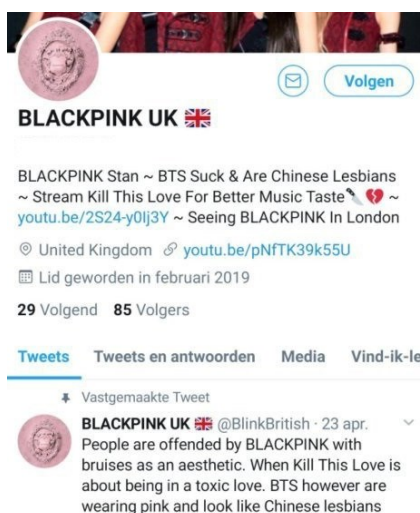 Volgen
BLACKPINK UK 🇬🇧
BLACKPINK Stan ~ BTS Suck & Are Chinese Lesbians
~ Stream Kill This Love For Better Music Taste🔪 💔 ~
youtu.be/2S24-y0Ij3Y ~ Seeing BLACKPINK In London
United Kingdom youtu.be/pNfTK39k55U
Lid geworden in februari 2019
29 Volgend 85 Volgers
Tweets Tweets en antwoorden Media Vind-ik-le
Vastgemaakte Tweet
BLACKPINK UK 🇬🇧 @BlinkBritish · 23 apr.
People are offended by BLACKPINK with
bruises as an aesthetic. When Kill This Love is
about being in a toxic love. BTS however are
wearing pink and look like Chinese lesbians